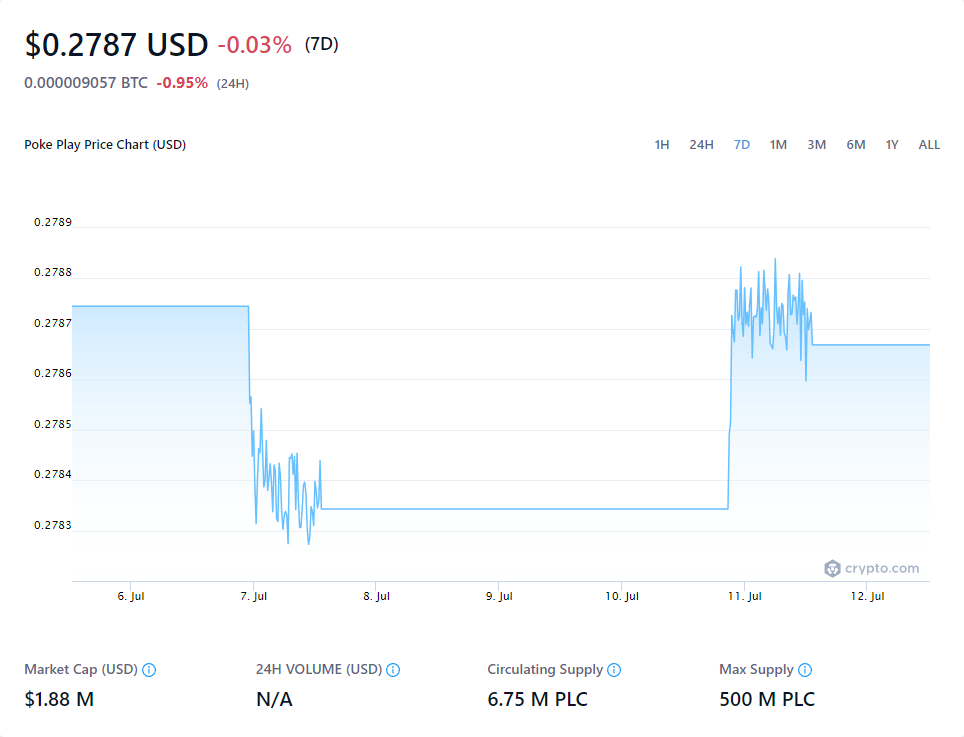 $0.2787 USD -0.03% (7D)
0.000009057 BTC -0.95% (24H)
Poke Play Price Chart (USD) 1H 24H 7D 1M 3M 6M 1Y ALL
0.2789
0.2788
0.2787
0.2786
0.2785
0.2784
0.2783
crypto.com
6. Jul 7. Jul 8. Jul 9. Jul 10. Jul 11. Jul 12. Jul
Market Cap (USD) 24H VOLUME (USD) Circulating Supply Max Supply
$1.88 M N/A 6.75 M PLC 500 M PLC